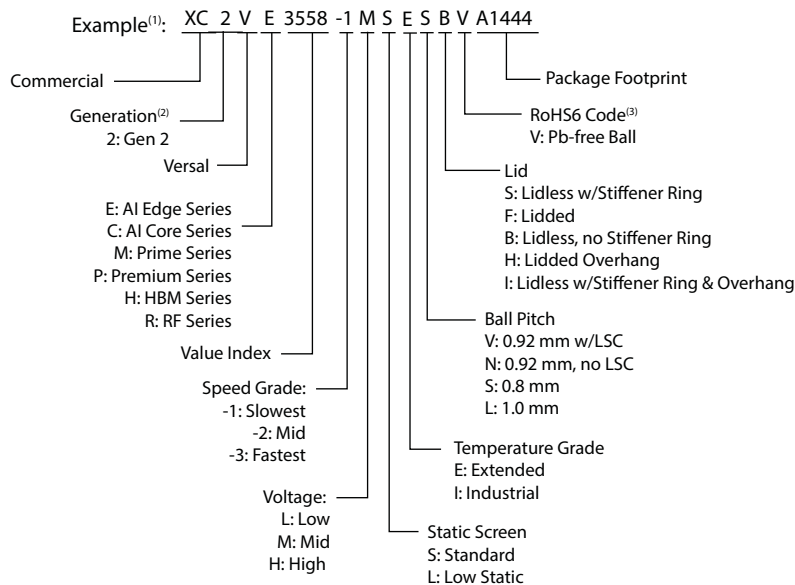 Example(1): XC 2 V E 3558 -1 M S E S B V A1444
Commercial
Generation(2)
2: Gen 2
Versal
E: AI Edge Series
C: AI Core Series
M: Prime Series
P: Premium Series
H: HBM Series
R: RF Series
Value Index
Speed Grade:
-1: Slowest
-2: Mid
-3: Fastest
Voltage:
L: Low
M: Mid
H: High
Package Footprint
RoHS6 Code(3)
V: Pb-free Ball
Lid
S: Lidless w/Stiffener Ring
F: Lidded
B: Lidless, no Stiffener Ring
H: Lidded Overhang
I: Lidless w/Stiffener Ring & Overhang
Ball Pitch
V: 0.92 mm w/LSC
N: 0.92 mm, no LSC
S: 0.8 mm
L: 1.0 mm
Temperature Grade
E: Extended
I: Industrial
Static Screen
S: Standard
L: Low Static